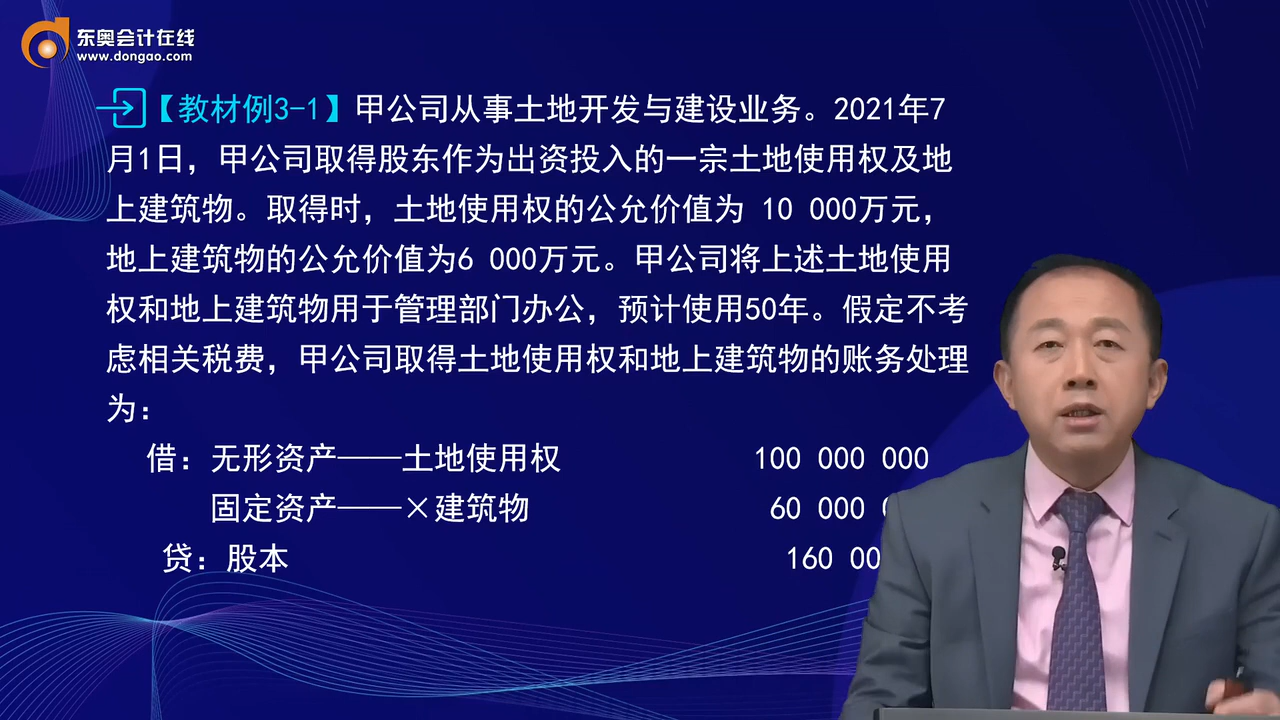 东奥会计在线
www.dongao.com
【教材例3-1】甲公司从事土地开发与建设业务。2021年7
月1日，甲公司取得股东作为出资投入的一宗土地使用权及地
上建筑物。取得时，土地使用权的公允价值为 10 000万元，
地上建筑物的公允价值为6 000万元。甲公司将上述土地使用
权和地上建筑物用于管理部门办公，预计使用50年。假定不考
虑相关税费，甲公司取得土地使用权和地上建筑物的账务处理
为：
借：无形资产——土地使用权 100 000 000
固定资产——×建筑物 60 000
贷：股本 160